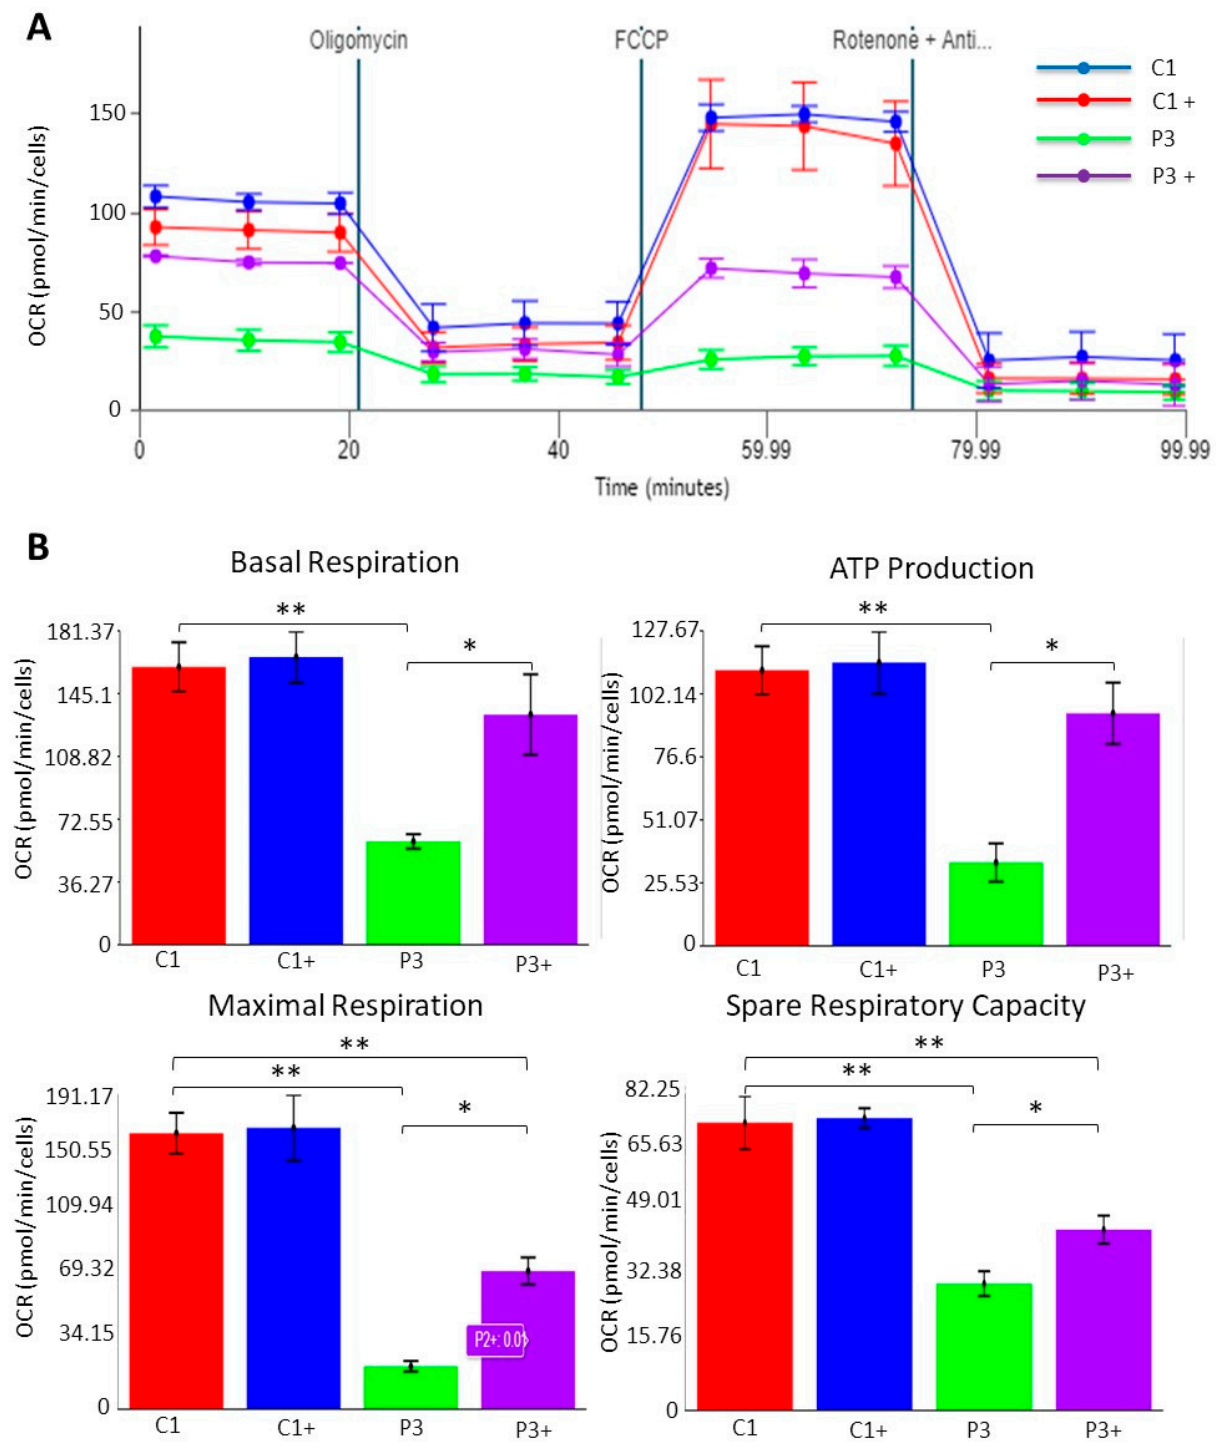 A
Oligomycin
FCCP
Rotenone + Anti...
C1
C1 +
P3
P3 +
OCR (pmol/min/cells)
150
100
50
0
0
20
40
59.99
79.99
99.99
Time (minutes)
B
Basal Respiration
**
*
OCR (pmol/min/cells)
181.37
145.1
108.82
72.55
36.27
0
C1
C1+
P3
P3+
ATP Production
**
*
OCR (pmol/min/cells)
127.67
102.14
76.6
51.07
25.53
0
C1
C1+
P3
P3+
Maximal Respiration
**
**
*
OCR (pmol/min/cells)
191.17
150.55
109.94
69.32
34.15
0
P2+: 0.0
C1
C1+
P3
P3+
Spare Respiratory Capacity
**
**
*
OCR (pmol/min/cells)
82.25
65.63
49.01
32.38
15.76
0
C1
C1+
P3
P3+